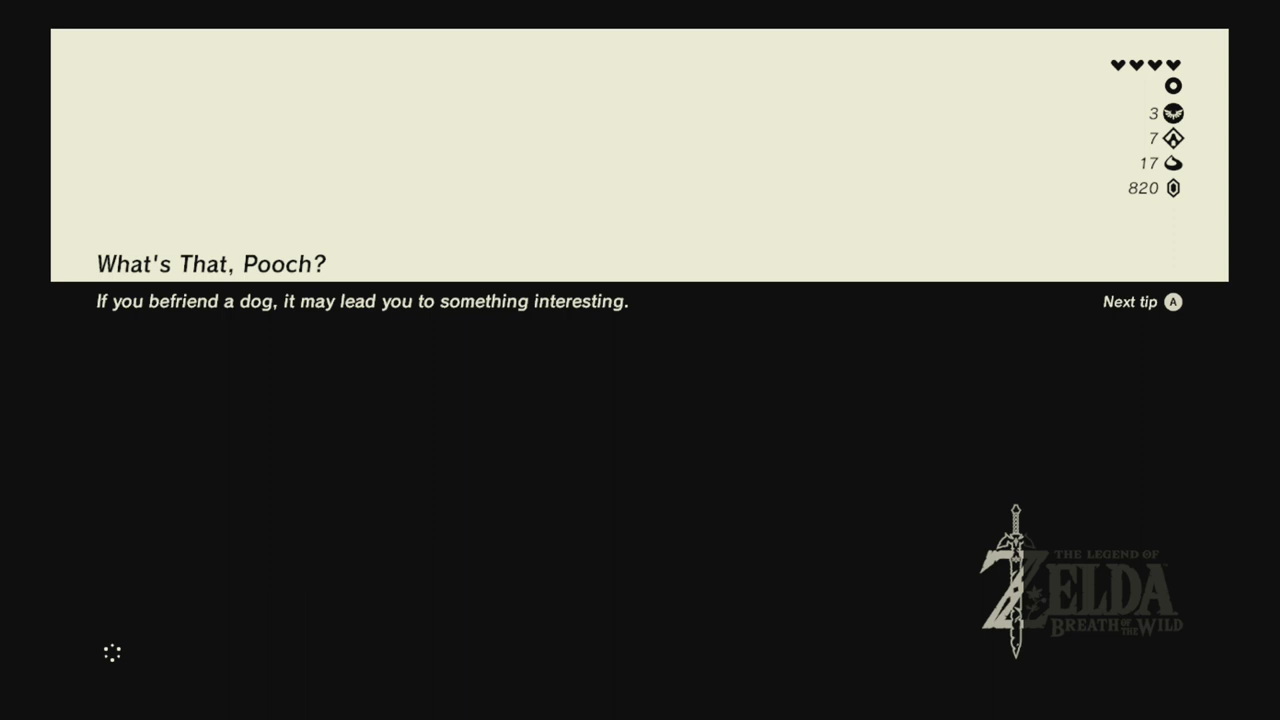 3
7
17
820
What's That, Pooch?
If you befriend a dog, it may lead you to something interesting.
Next tip A
THE LEGEND OF
ZELDA
BREATH OF THE WILD